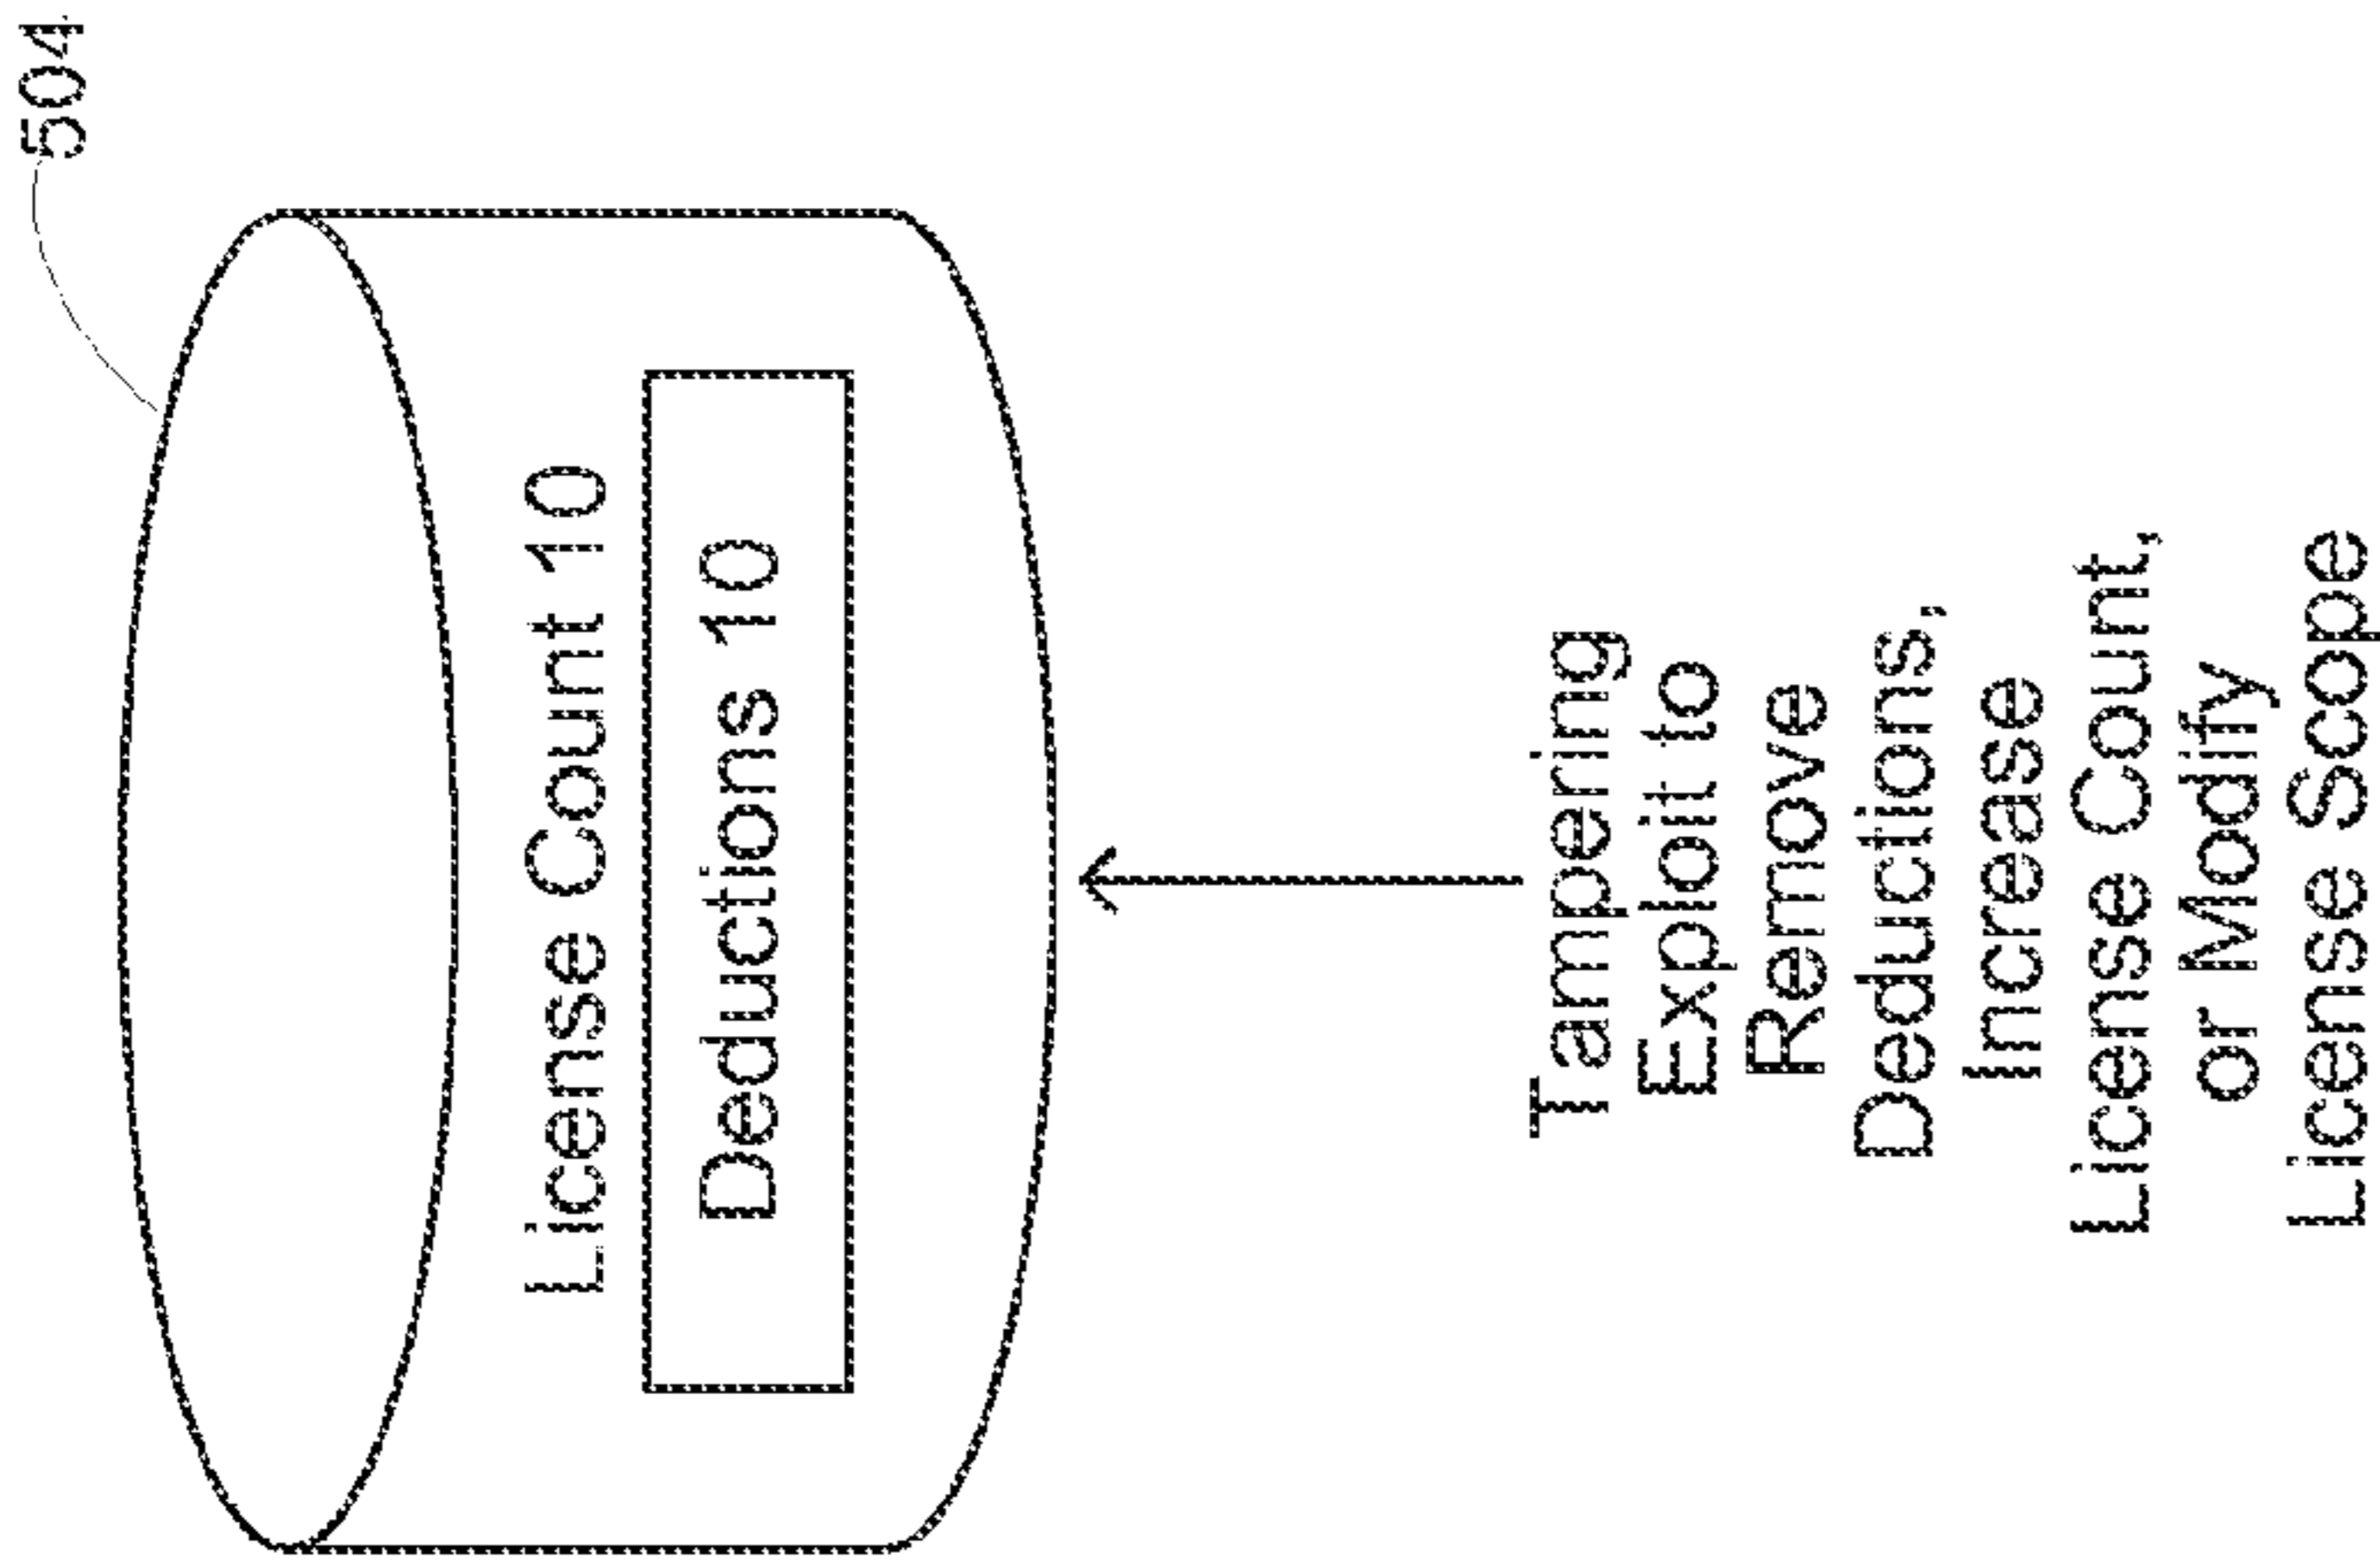 504
License Count 10
Deductions 10
Tampering
Exploit to
Remove
Deductions,
Increase
License Count,
or Modify
License Scope